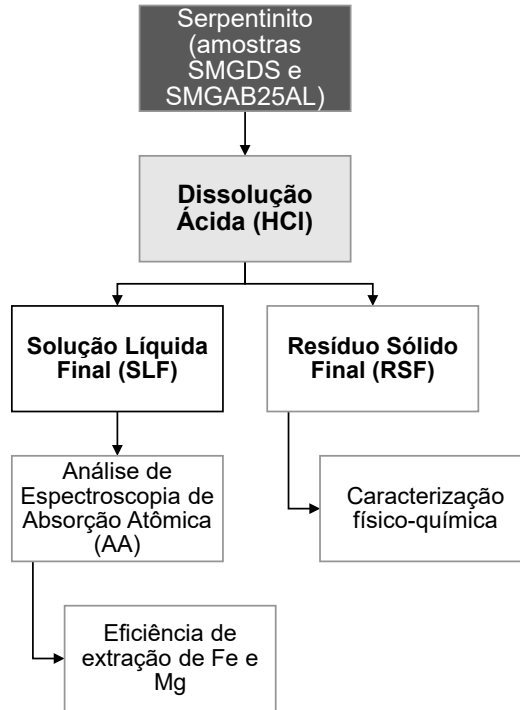 Serpentinito
(amostras
SMGDS e
SMGAB25AL)
Dissolução
Ácida (HCl)
Solução Líquida
Final (SLF)
Resíduo Sólido
Final (RSF)
Análise de
Espectroscopia de
Absorção Atômica
(AA)
Caracterização
físico-química
Eficiência de
extração de Fe e
Mg